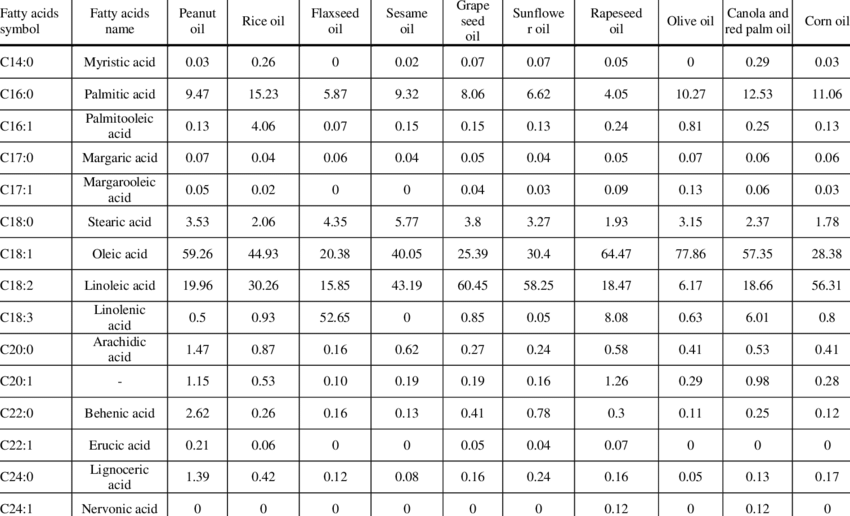 Fatty acids symbol | Fatty acids name | Peanut oil | Rice oil | Flaxseed oil | Sesame oil | Grape seed oil | Sunflowe r oil | Rapeseed oil | Olive oil | Canola and red palm oil | Corn oil
C14:0 | Myristic acid | 0.03 | 0.26 | 0 | 0.02 | 0.07 | 0.07 | 0.05 | 0 | 0.29 | 0.03
C16:0 | Palmitic acid | 9.47 | 15.23 | 5.87 | 9.32 | 8.06 | 6.62 | 4.05 | 10.27 | 12.53 | 11.06
C16:1 | Palmitooleic acid | 0.13 | 4.06 | 0.07 | 0.15 | 0.15 | 0.13 | 0.24 | 0.81 | 0.25 | 0.13
C17:0 | Margaric acid | 0.07 | 0.04 | 0.06 | 0.04 | 0.05 | 0.04 | 0.05 | 0.07 | 0.06 | 0.06
C17:1 | Margarooleic acid | 0.05 | 0.02 | 0 | 0 | 0.04 | 0.03 | 0.09 | 0.13 | 0.06 | 0.03
C18:0 | Stearic acid | 3.53 | 2.06 | 4.35 | 5.77 | 3.8 | 3.27 | 1.93 | 3.15 | 2.37 | 1.78
C18:1 | Oleic acid | 59.26 | 44.93 | 20.38 | 40.05 | 25.39 | 30.4 | 64.47 | 77.86 | 57.35 | 28.38
C18:2 | Linoleic acid | 19.96 | 30.26 | 15.85 | 43.19 | 60.45 | 58.25 | 18.47 | 6.17 | 18.66 | 56.31
C18:3 | Linolenic acid | 0.5 | 0.93 | 52.65 | 0 | 0.85 | 0.05 | 8.08 | 0.63 | 6.01 | 0.8
C20:0 | Arachidic acid | 1.47 | 0.87 | 0.16 | 0.62 | 0.27 | 0.24 | 0.58 | 0.41 | 0.53 | 0.41
C20:1 | - | 1.15 | 0.53 | 0.10 | 0.19 | 0.19 | 0.16 | 1.26 | 0.29 | 0.98 | 0.28
C22:0 | Behenic acid | 2.62 | 0.26 | 0.16 | 0.13 | 0.41 | 0.78 | 0.3 | 0.11 | 0.25 | 0.12
C22:1 | Erucic acid | 0.21 | 0.06 | 0 | 0 | 0.05 | 0.04 | 0.07 | 0 | 0 | 0
C24:0 | Lignoceric acid | 1.39 | 0.42 | 0.12 | 0.08 | 0.16 | 0.24 | 0.16 | 0.05 | 0.13 | 0.17
C24:1 | Nervonic acid | 0 | 0 | 0 | 0 | 0 | 0 | 0.12 | 0 | 0.12 | 0